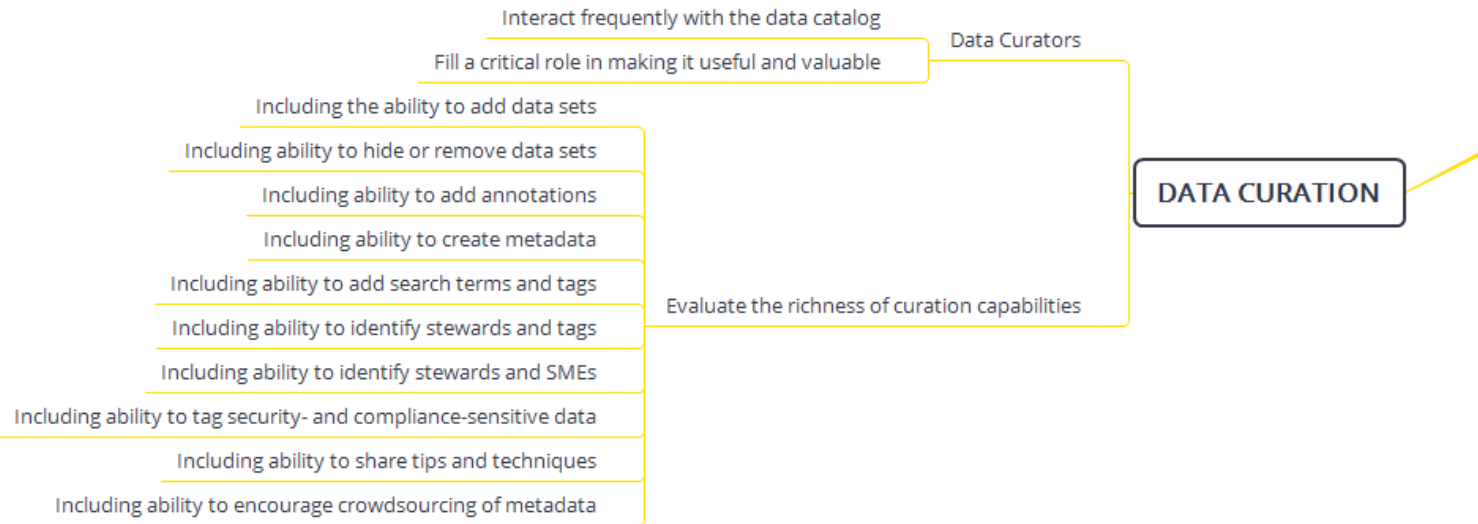 Interact frequently with the data catalog
Data Curators
Fill a critical role in making it useful and valuable
Including the ability to add data sets
Including ability to hide or remove data sets
Including ability to add annotations
DATA CURATION
Including ability to create metadata
Including ability to add search terms and tags
Evaluate the richness of curation capabilities
Including ability to identify stewards and tags
Including ability to identify stewards and SMEs
Including ability to tag security- and compliance-sensitive data
Including ability to share tips and techniques
Including ability to encourage crowdsourcing of metadata